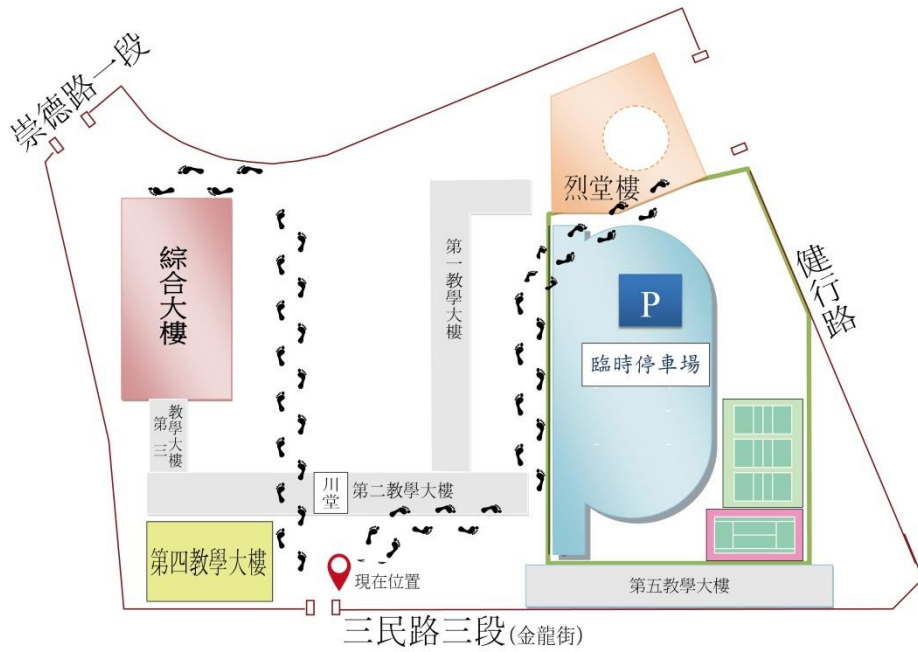 崇德路一段
烈堂樓
健行路
綜合大樓
第一教學大樓
P
臨時停車場
第三
教學大樓
川堂
第二教學大樓
第四教學大樓
現在位置
第五教學大樓
三民路三段(金龍街)